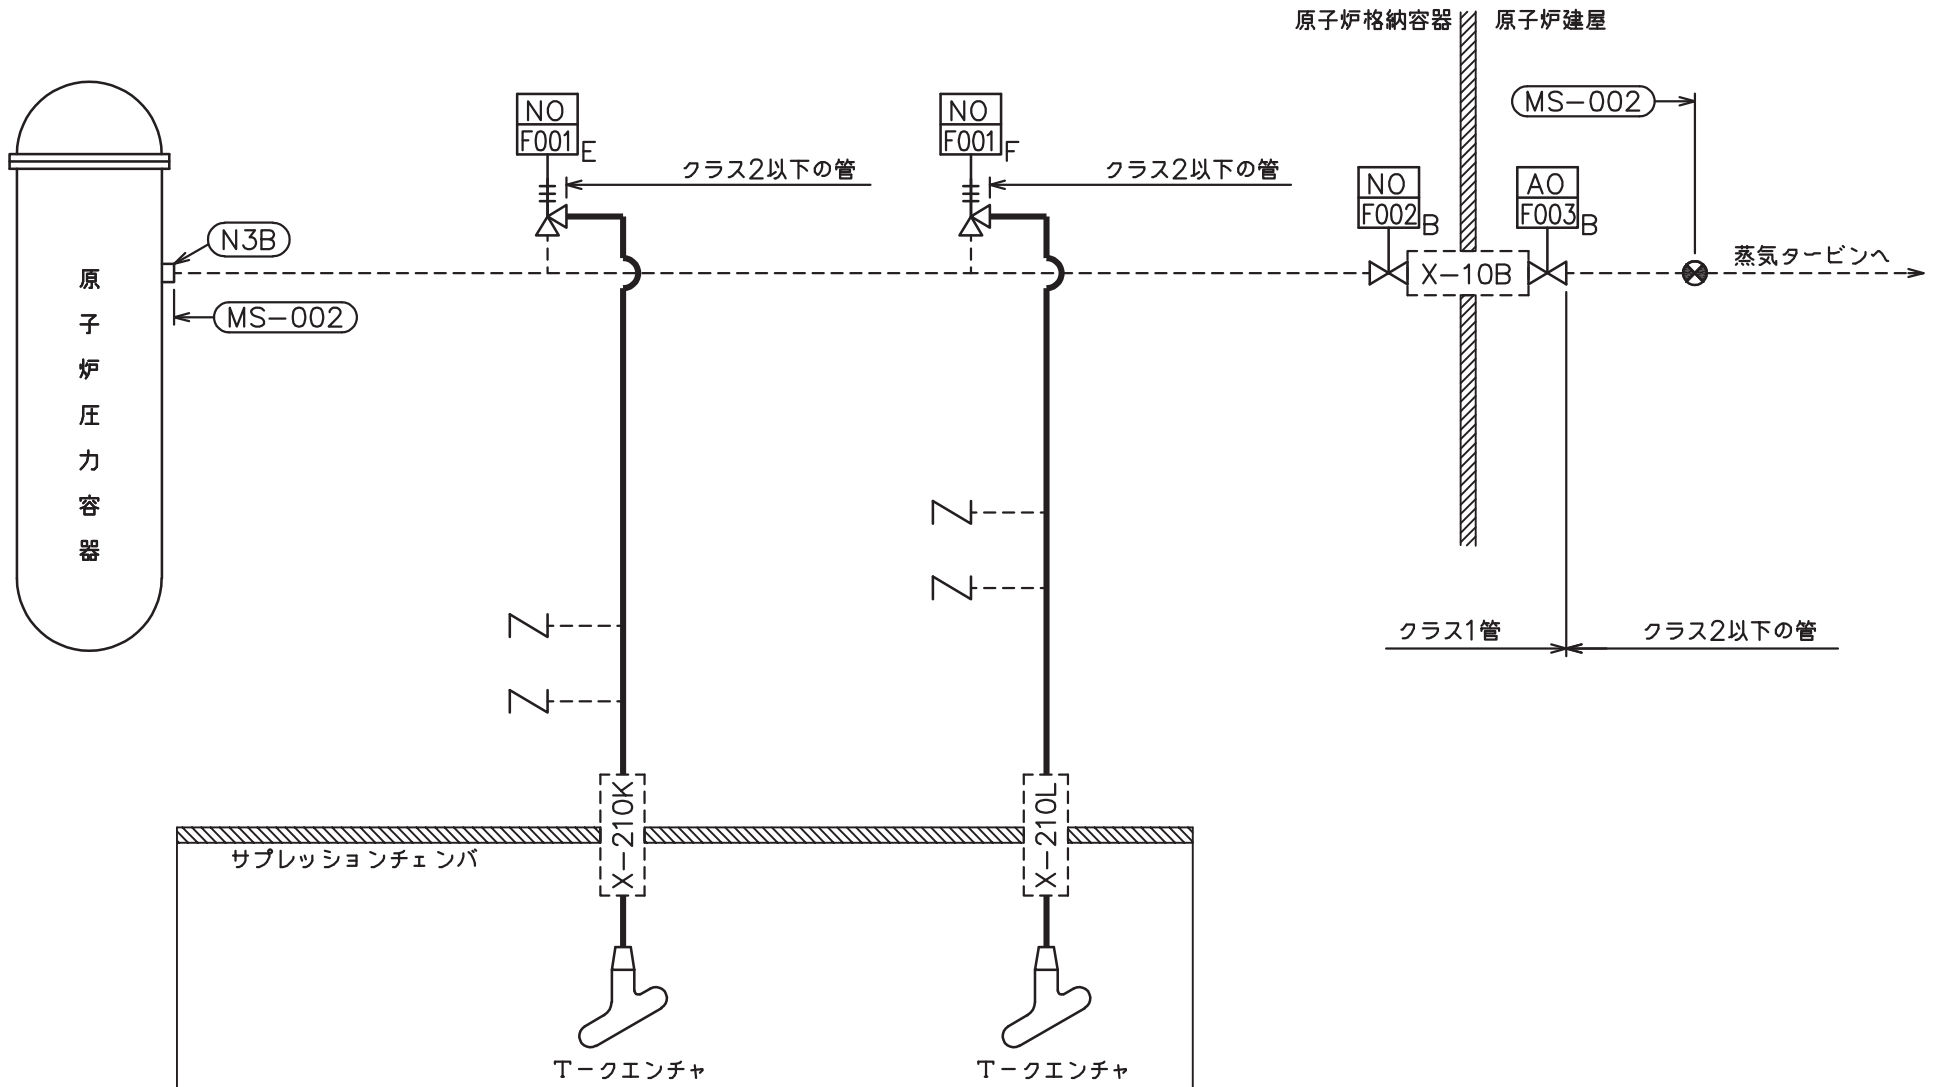 原子炉格納容器
原子炉建屋
MS-002
NO
F001
E
クラス2以下の管
NO
F001
F
クラス2以下の管
NO
F002
B
AO
F003
B
N3B
X-10B
蒸気タービンへ
MS-002
原子炉圧力容器
クラス1管
クラス2以下の管
X-210K
X-210L
サプレッションチェンバ
T-クエンチャ
T-クエンチャ